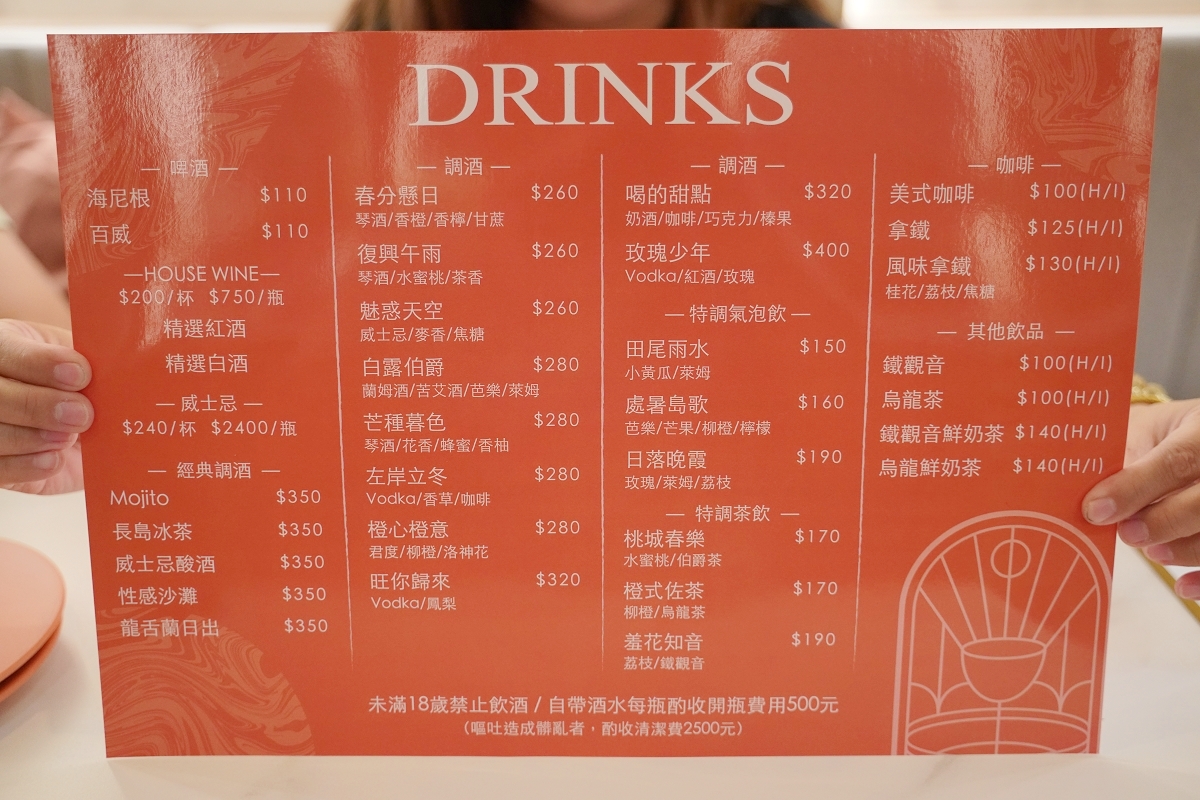 DRINKS
— 啤酒 —
海尼根 $110
百威 $110
—HOUSE WINE—
$200/杯 $750/瓶
精選紅酒
精選白酒
— 威士忌 —
$240/杯 $2400/瓶
— 經典調酒 —
Mojito $350
長島冰茶 $350
威士忌酸酒 $350
性感沙灘 $350
龍舌蘭日出 $350
— 調酒 —
春分懸日 $260
琴酒/香橙/香檸/甘蔗
復興午雨 $260
琴酒/水蜜桃/茶香
魅惑天空 $260
威士忌/麥香/焦糖
白露伯爵 $280
蘭姆酒/苦艾酒/芭樂/萊姆
芒種暮色 $280
琴酒/花香/蜂蜜/香柚
左岸立冬 $280
Vodka/香草/咖啡
橙心橙意 $280
君度/柳橙/洛神花
旺你歸來 $320
Vodka/鳳梨
— 調酒 —
喝的甜點 $320
奶酒/咖啡/巧克力/榛果
玫瑰少年 $400
Vodka/紅酒/玫瑰
— 特調氣泡飲 —
田尾雨水 $150
小黃瓜/萊姆
處暑島歌 $160
芭樂/芒果/柳橙/檸檬
日落晚霞 $190
玫瑰/萊姆/荔枝
— 特調茶飲 —
桃城春樂 $170
水蜜桃/伯爵茶
橙式佐茶 $170
柳橙/烏龍茶
羞花知音 $190
荔枝/鐵觀音
— 咖啡 —
美式咖啡 $100(H/I)
拿鐵 $125(H/I)
風味拿鐵 $130(H/I)
桂花/荔枝/焦糖
— 其他飲品 —
鐵觀音 $100(H/I)
烏龍茶 $100(H/I)
鐵觀音鮮奶茶 $140(H/I)
烏龍鮮奶茶 $140(H/I)
未滿18歲禁止飲酒 / 自帶酒水每瓶酌收開瓶費用500元
(嘔吐造成髒亂者，酌收清潔費2500元)